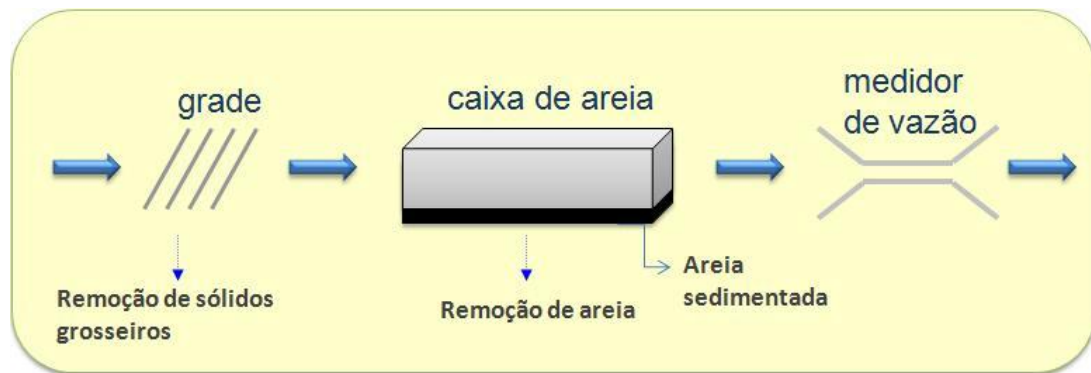 grade
caixa de areia
medidor
de vazão
Remoção de sólidos
grosseiros
Remoção de areia
Areia
sedimentada